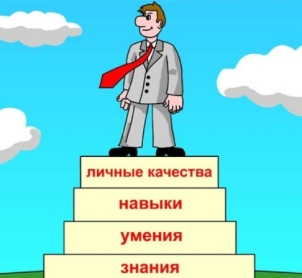 личные качества
навыки
умения
знания